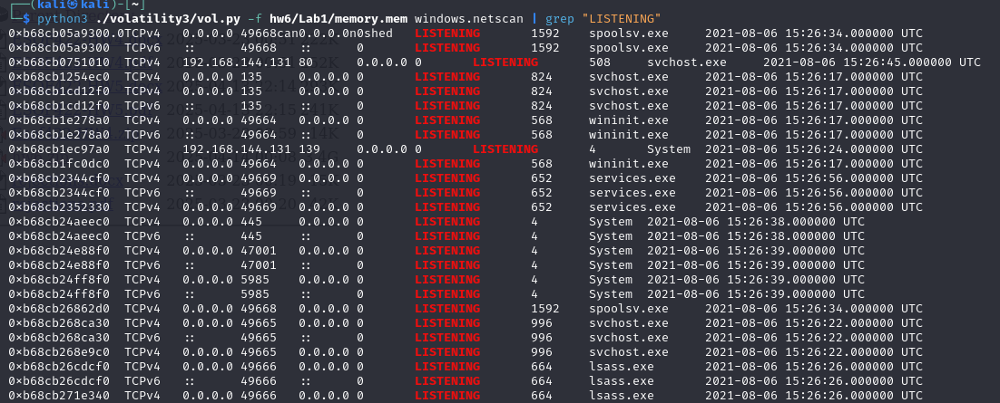 ┌──(kali㉿kali)-[~]
└─$ python3 ./volatility3/vol.py -f hw6/Lab1/memory.mem windows.netscan | grep "LISTENING"
0×b68cb05a9300.0TCPv4 0.0.0.0 49668can0.0.0.0n0shed LISTENING 1592 spoolsv.exe 2021-08-06 15:26:34.000000 UTC
0×b68cb05a9300 TCPv6 :: 49668 :: 0 LISTENING 1592 spoolsv.exe 2021-08-06 15:26:34.000000 UTC
0×b68cb0751010 TCPv4 192.168.144.131 80 0.0.0.0 0 LISTENING 508 svchost.exe 2021-08-06 15:26:45.000000 UTC
0×b68cb1254ec0 TCPv4 0.0.0.0 135 0.0.0.0 0 LISTENING 824 svchost.exe 2021-08-06 15:26:17.000000 UTC
0×b68cb1cd12f0 TCPv4 0.0.0.0 135 0.0.0.0 0 LISTENING 824 svchost.exe 2021-08-06 15:26:17.000000 UTC
0×b68cb1cd12f0 TCPv6 :: 135 :: 0 LISTENING 824 svchost.exe 2021-08-06 15:26:17.000000 UTC
0×b68cb1e278a0 TCPv4 0.0.0.0 49664 0.0.0.0 0 LISTENING 568 wininit.exe 2021-08-06 15:26:17.000000 UTC
0×b68cb1e278a0 TCPv6 :: 49664 :: 0 LISTENING 568 wininit.exe 2021-08-06 15:26:17.000000 UTC
0×b68cb1ec97a0 TCPv4 192.168.144.131 139 0.0.0.0 0 LISTENING 4 System 2021-08-06 15:26:24.000000 UTC
0×b68cb1fc0dc0 TCPv4 0.0.0.0 49664 0.0.0.0 0 LISTENING 568 wininit.exe 2021-08-06 15:26:17.000000 UTC
0×b68cb2344cf0 TCPv4 0.0.0.0 49669 0.0.0.0 0 LISTENING 652 services.exe 2021-08-06 15:26:56.000000 UTC
0×b68cb2344cf0 TCPv6 :: 49669 :: 0 LISTENING 652 services.exe 2021-08-06 15:26:56.000000 UTC
0×b68cb2352330 TCPv4 0.0.0.0 49669 0.0.0.0 0 LISTENING 652 services.exe 2021-08-06 15:26:56.000000 UTC
0×b68cb24aeec0 TCPv4 0.0.0.0 445 0.0.0.0 0 LISTENING 4 System 2021-08-06 15:26:38.000000 UTC
0×b68cb24aeec0 TCPv6 :: 445 :: 0 LISTENING 4 System 2021-08-06 15:26:38.000000 UTC
0×b68cb24e88f0 TCPv4 0.0.0.0 47001 0.0.0.0 0 LISTENING 4 System 2021-08-06 15:26:39.000000 UTC
0×b68cb24e88f0 TCPv6 :: 47001 :: 0 LISTENING 4 System 2021-08-06 15:26:39.000000 UTC
0×b68cb24ff8f0 TCPv4 0.0.0.0 5985 0.0.0.0 0 LISTENING 4 System 2021-08-06 15:26:39.000000 UTC
0×b68cb24ff8f0 TCPv6 :: 5985 :: 0 LISTENING 4 System 2021-08-06 15:26:39.000000 UTC
0×b68cb26862d0 TCPv4 0.0.0.0 49668 0.0.0.0 0 LISTENING 1592 spoolsv.exe 2021-08-06 15:26:34.000000 UTC
0×b68cb268ca30 TCPv4 0.0.0.0 49665 0.0.0.0 0 LISTENING 996 svchost.exe 2021-08-06 15:26:22.000000 UTC
0×b68cb268ca30 TCPv6 :: 49665 :: 0 LISTENING 996 svchost.exe 2021-08-06 15:26:22.000000 UTC
0×b68cb268e9c0 TCPv4 0.0.0.0 49665 0.0.0.0 0 LISTENING 996 svchost.exe 2021-08-06 15:26:22.000000 UTC
0×b68cb26cdcf0 TCPv4 0.0.0.0 49666 0.0.0.0 0 LISTENING 664 lsass.exe 2021-08-06 15:26:26.000000 UTC
0×b68cb26cdcf0 TCPv6 :: 49666 :: 0 LISTENING 664 lsass.exe 2021-08-06 15:26:26.000000 UTC
0×b68cb271e340 TCPv4 0.0.0.0 49666 0.0.0.0 0 LISTENING 664 lsass.exe 2021-08-06 15:26:26.000000 UTC